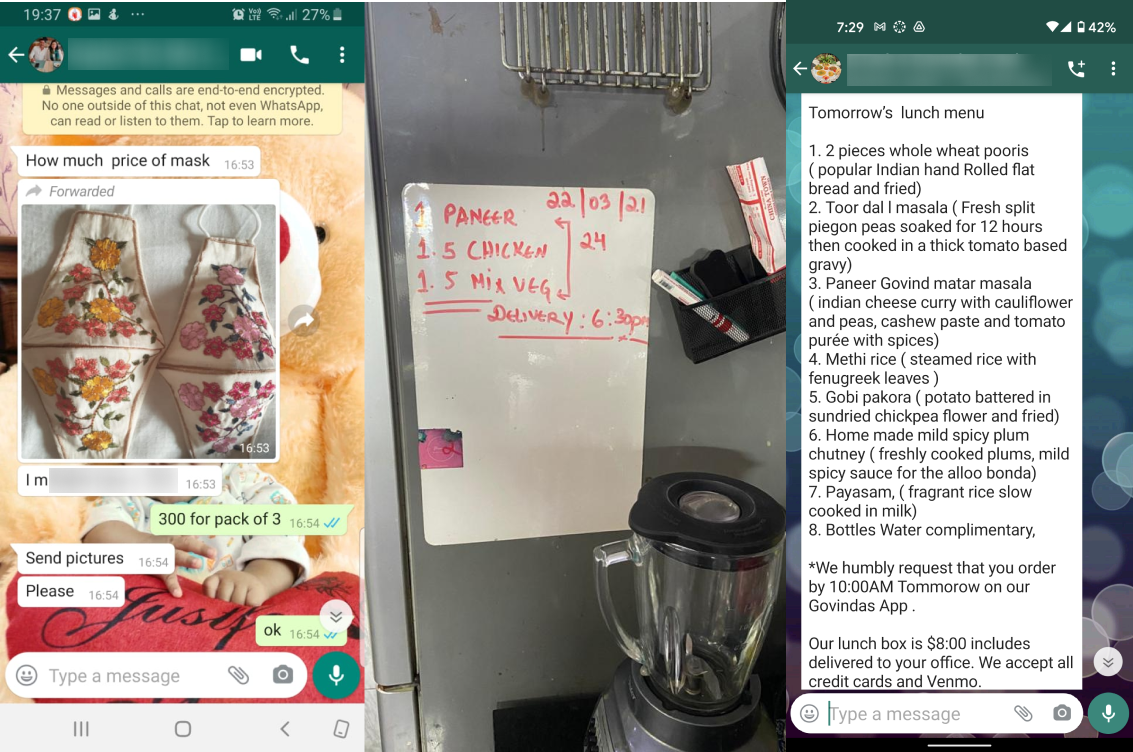 19:37
Vo)) LTE
27%
Messages and calls are end-to-end encrypted.
No one outside of this chat, not even WhatsApp,
can read or listen to them. Tap to learn more.
How much price of mask 16:53
Forwarded
16:53
I m
16:53
300 for pack of 3 16:54
Send pictures 16:54
Please 16:54
Just
ok 16:54
Type a message
22/03/21
1 PANEER
1.5 CHICKEN
24
1.5 MIX VEG
DELIVERY: 6:30pm
CHINA TOWN
7:29
42%
Tomorrow's lunch menu
1. 2 pieces whole wheat pooris
( popular Indian hand Rolled flat
bread and fried)
2. Toor dal l masala ( Fresh split
piegon peas soaked for 12 hours
then cooked in a thick tomato based
gravy)
3. Paneer Govind matar masala
( indian cheese curry with cauliflower
and peas, cashew paste and tomato
purée with spices)
4. Methi rice ( steamed rice with
fenugreek leaves )
5. Gobi pakora ( potato battered in
sundried chickpea flower and fried)
6. Home made mild spicy plum
chutney ( freshly cooked plums, mild
spicy sauce for the alloo bonda)
7. Payasam, ( fragrant rice slow
cooked in milk)
8. Bottles Water complimentary,
*We humbly request that you order
by 10:00AM Tommorow on our
Govindas App .
Our lunch box is $8:00 includes
delivered to your office. We accept all
credit cards and Venmo.
Type a message